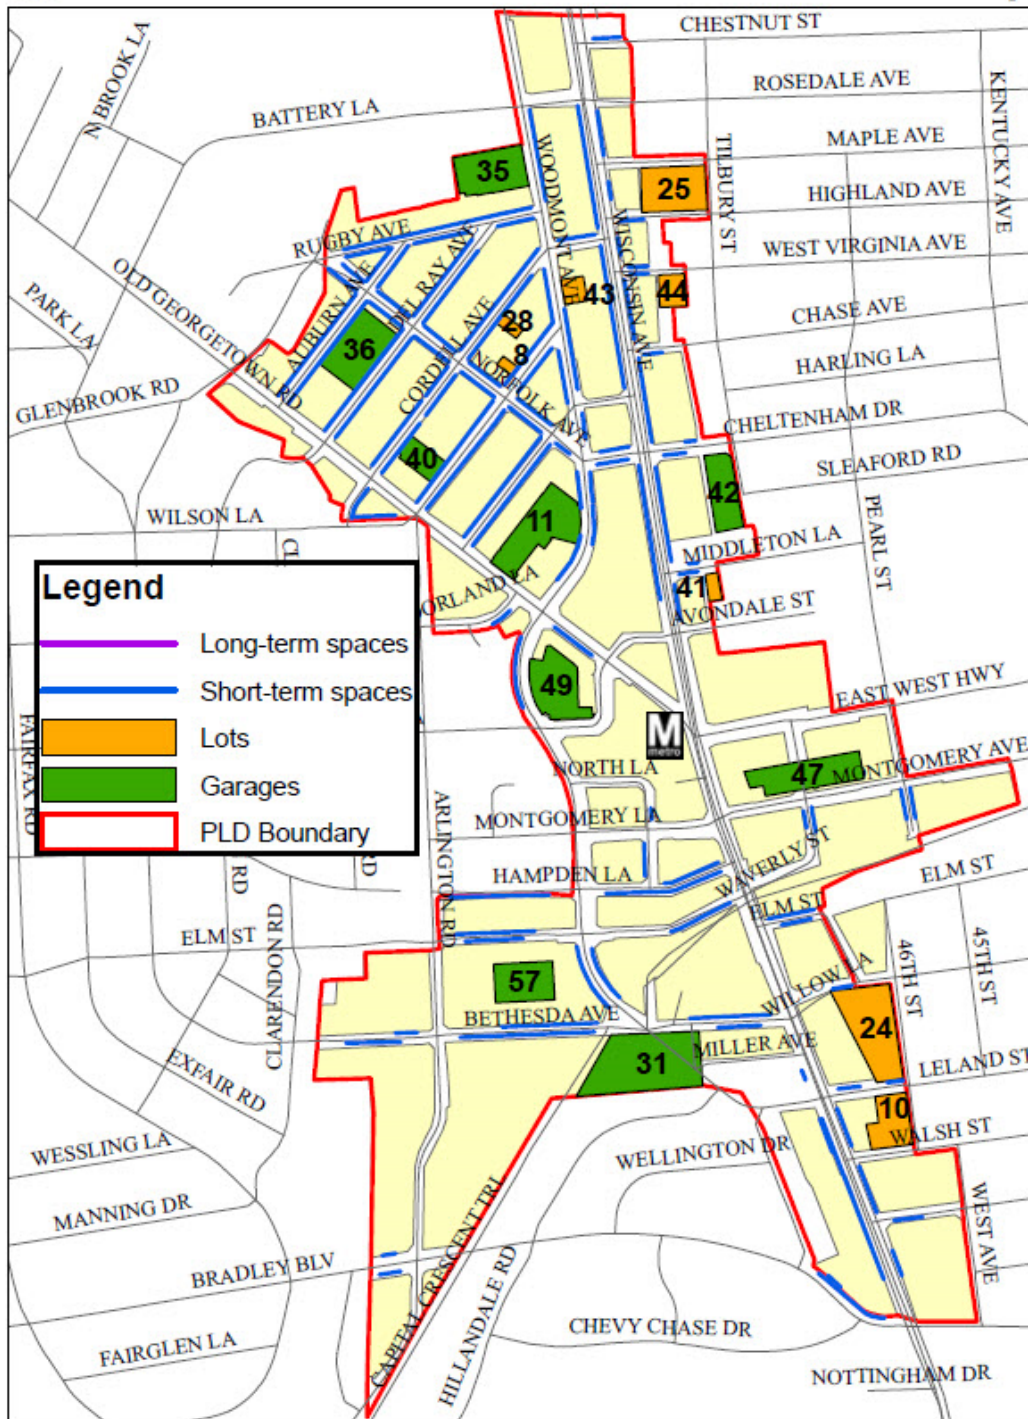 CHESTNUT ST
N BROOK LA
ROSEDALE AVE
KENTUCKY AVE
BATTERY LA
MAPLE AVE
TILBURY ST
WOODMONT AVE
35
25
HIGHLAND AVE
WISCONSIN AVE
RUGBY AVE
WEST VIRGINIA AVE
OLD GEORGETOWN RD
DEL RAY AVE
AUBURN AVE
PARK LA
43
44
CHASE AVE
28
36
CORDELL AVE
8
NORFOLK AVE
HARLING LA
GLENBROOK RD
CHELTENHAM DR
40
SLEAFORD RD
42
WILSON LA
11
PEARL ST
MIDDLETON LA
CL
41
AVONDALE ST
ORLAND LA
Legend
Long-term spaces
Short-term spaces
Lots
Garages
PLD Boundary
49
EAST WEST HWY
M
metro
FAIRFAX RD
NORTH LA
47
MONTGOMERY AVE
ARLINGTON RD
MONTGOMERY LA
RD
RD
HAMPDEN LA
WAVERLY ST
ELM ST
ELM ST
ELM ST
CLARENDON RD
46TH ST
45TH ST
57
WILLOW LA
BETHESDA AVE
24
MILLER AVE
31
EXFAIR RD
LELAND ST
10
WALSH ST
WESSLING LA
WELLINGTON DR
MANNING DR
CAPITAL CRESCENT TRL
WEST AVE
BRADLEY BLV
HILLANDALE RD
CHEVY CHASE DR
FAIRGLEN LA
NOTTINGHAM DR